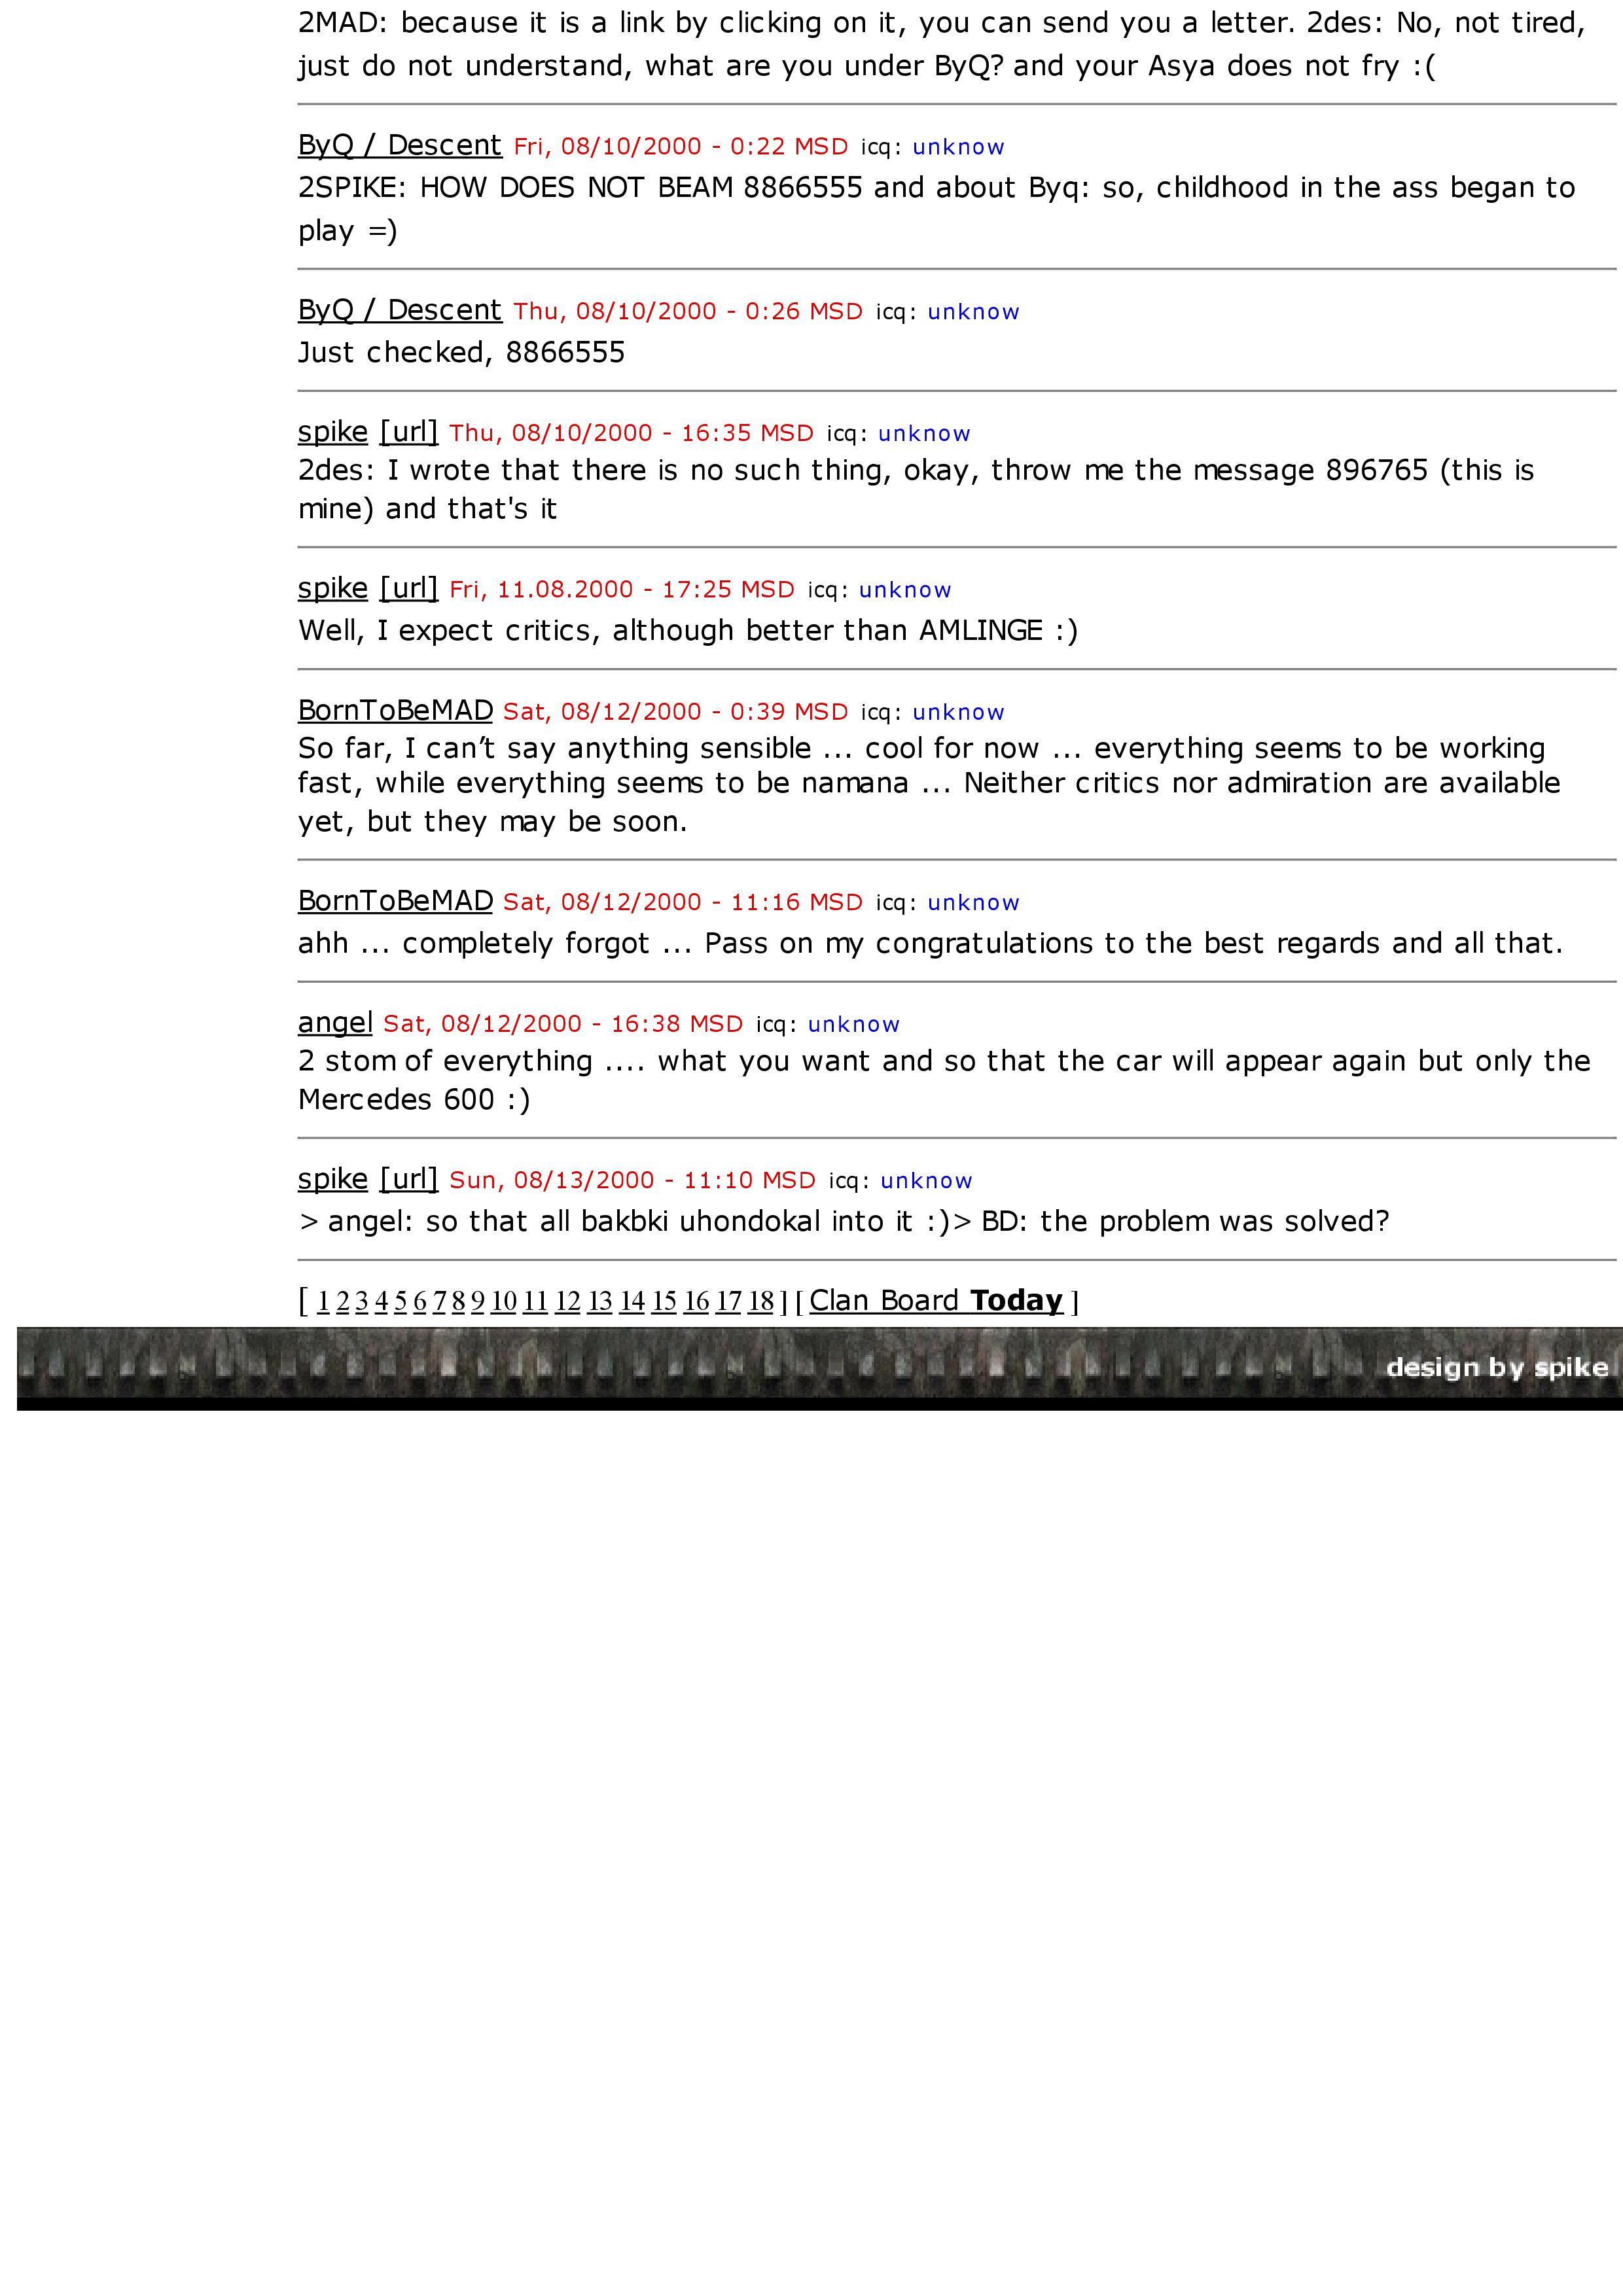 2MAD: because it is a link by clicking on it, you can send you a letter. 2des: No, not tired,
just do not understand, what are you under ByQ? and your Asya does not fry :(
ByQ / Descent Fri, 08/10/2000 - 0:22 MSD icq: unknow
2SPIKE: HOW DOES NOT BEAM 8866555 and about Byq: so, childhood in the ass began to
play =)
ByQ / Descent Thu, 08/10/2000 - 0:26 MSD icq: unknow
Just checked, 8866555
spike [url] Thu, 08/10/2000 - 16:35 MSD icq: unknow
2des: I wrote that there is no such thing, okay, throw me the message 896765 (this is
mine) and that's it
spike [url] Fri, 11.08.2000 - 17:25 MSD icq: unknow
Well, I expect critics, although better than AMLINGE :)
BornToBeMAD Sat, 08/12/2000 - 0:39 MSD icq: unknow
So far, I can’t say anything sensible ... cool for now ... everything seems to be working
fast, while everything seems to be namana ... Neither critics nor admiration are available
yet, but they may be soon.
BornToBeMAD Sat, 08/12/2000 - 11:16 MSD icq: unknow
ahh ... completely forgot ... Pass on my congratulations to the best regards and all that.
angel Sat, 08/12/2000 - 16:38 MSD icq: unknow
2 stom of everything .... what you want and so that the car will appear again but only the
Mercedes 600 :)
spike [url] Sun, 08/13/2000 - 11:10 MSD icq: unknow
> angel: so that all bakbki uhondokal into it :)> BD: the problem was solved?
[ 1 2 3 4 5 6 7 8 9 10 11 12 13 14 15 16 17 18 ] [ Clan Board Today ]
design by spike